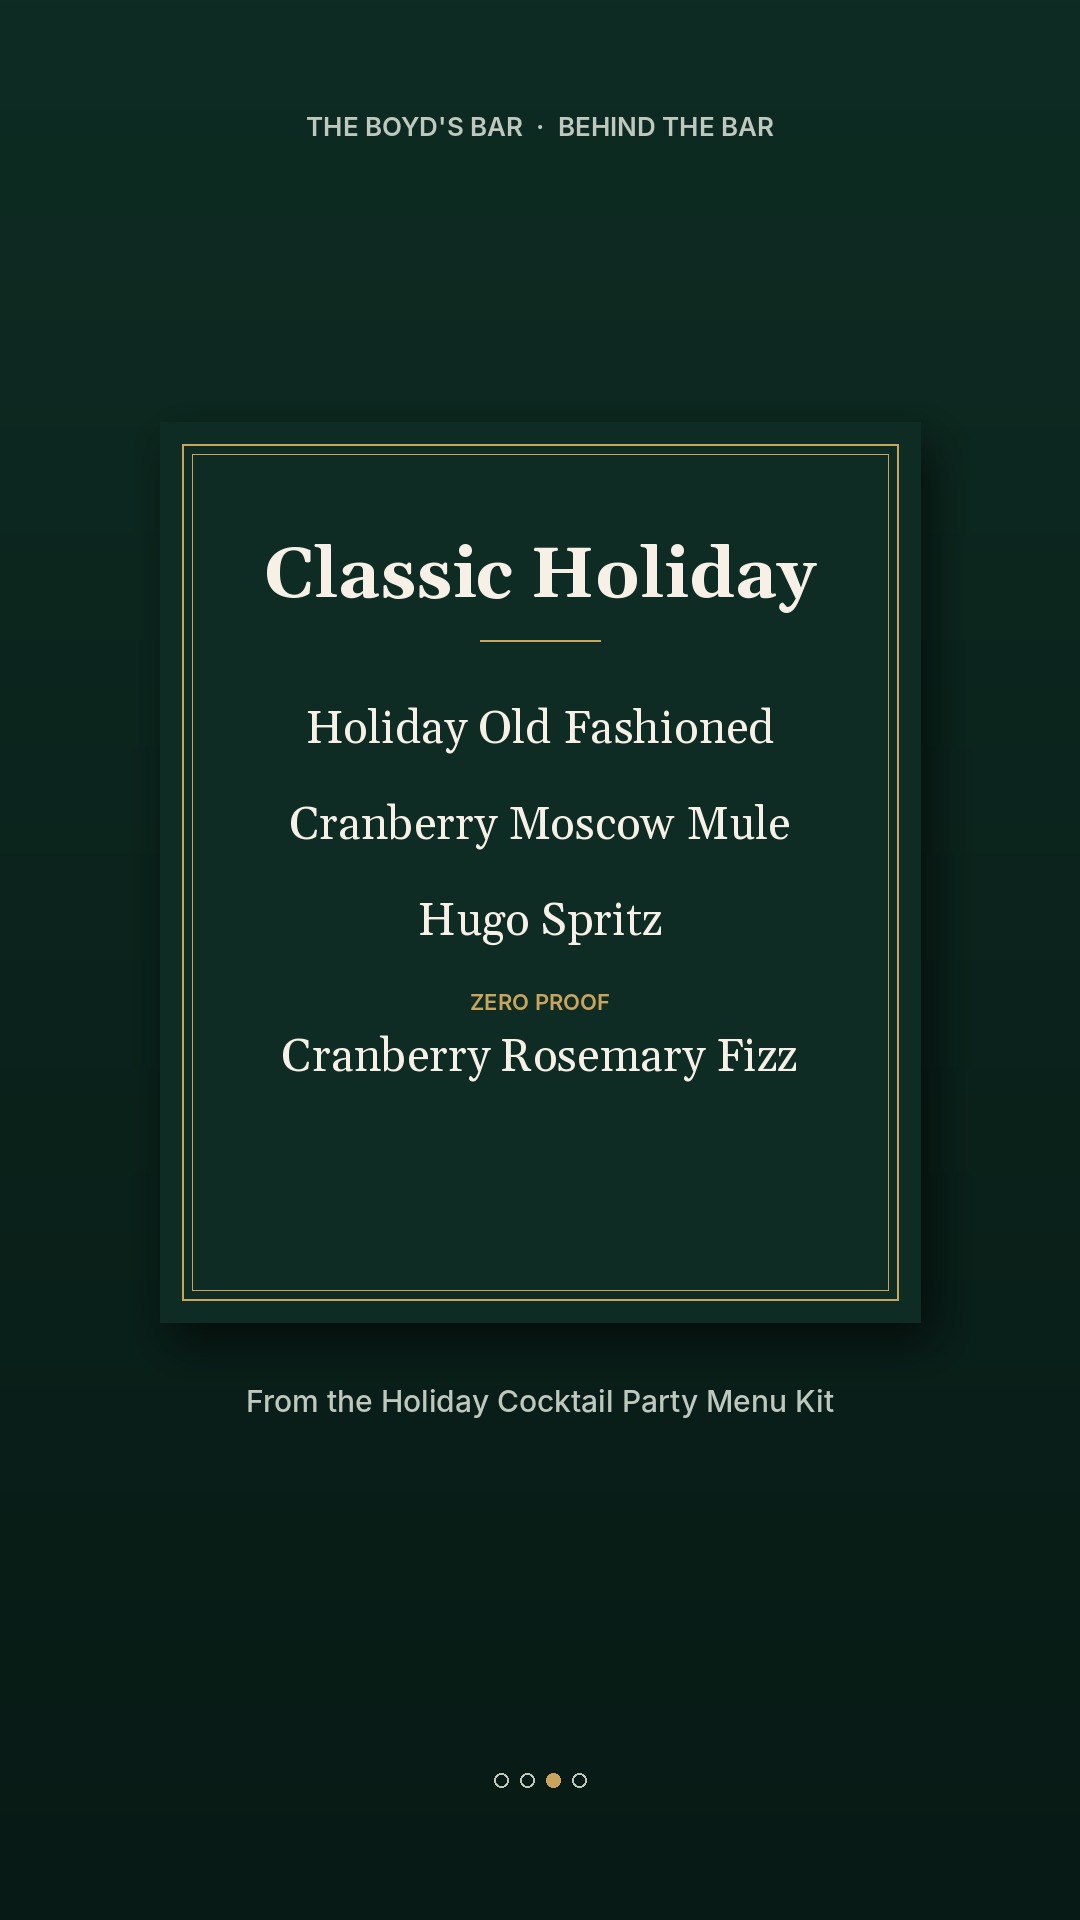 THE BOYD'S BAR · BEHIND THE BAR
Classic Holiday
Holiday Old Fashioned
Cranberry Moscow Mule
Hugo Spritz
ZERO PROOF
Cranberry Rosemary Fizz
From the Holiday Cocktail Party Menu Kit